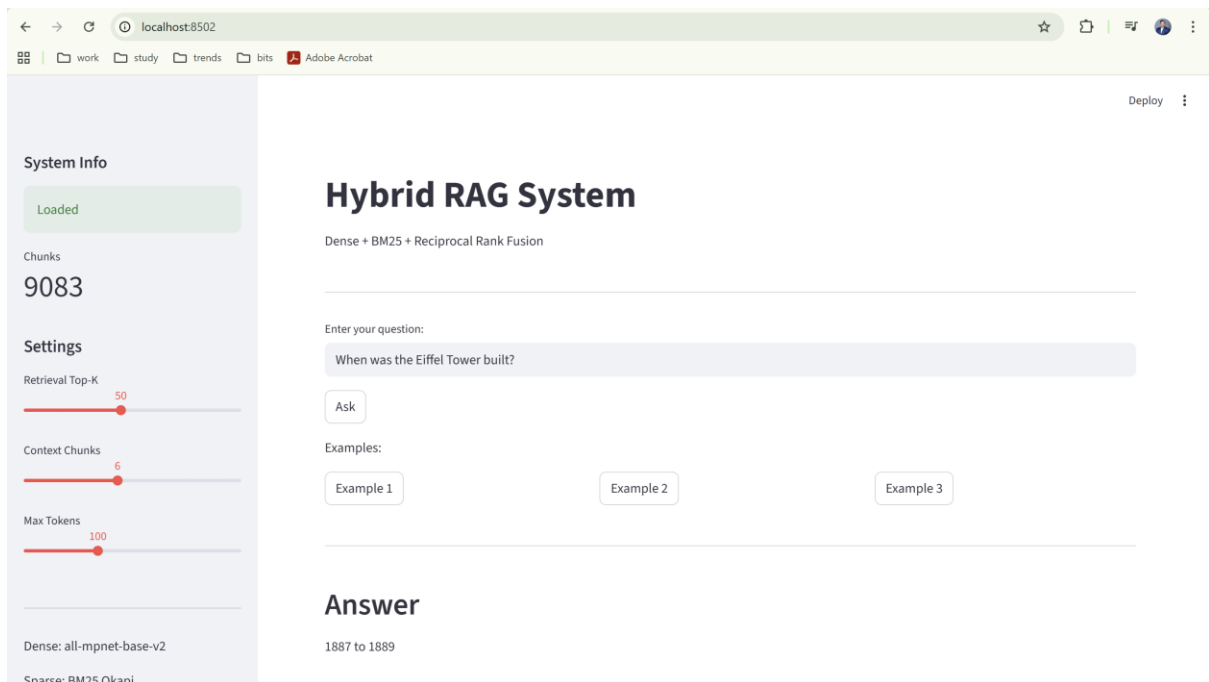 localhost:8502
work study trends bits Adobe Acrobat
Deploy
System Info
Loaded
Chunks
9083
Settings
Retrieval Top-K
50
Context Chunks
6
Max Tokens
100
Dense: all-mpnet-base-v2
Sparse: BM25 Okapi
Hybrid RAG System
Dense + BM25 + Reciprocal Rank Fusion
Enter your question:
When was the Eiffel Tower built?
Ask
Examples:
Example 1 Example 2 Example 3
Answer
1887 to 1889